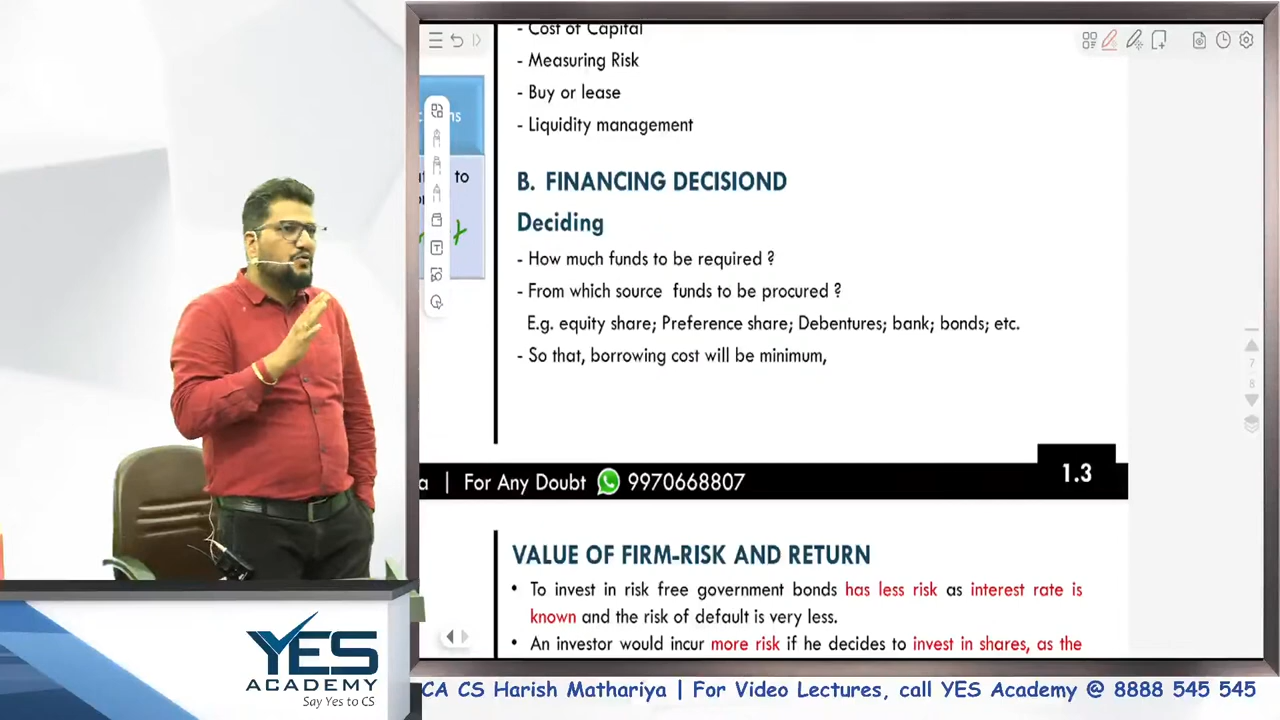 - Cost of Capital
- Measuring Risk
- Buy or lease
- Liquidity management
to
B. FINANCING DECISIOND
Deciding
- How much funds to be required ?
- From which source funds to be procured ?
E.g. equity share; Preference share; Debentures; bank; bonds; etc.
- So that, borrowing cost will be minimum,
7
8
a | For Any Doubt 9970668807
1.3
VALUE OF FIRM-RISK AND RETURN
• To invest in risk free government bonds has less risk as interest rate is
known and the risk of default is very less.
• An investor would incur more risk if he decides to invest in shares, as the
YES
ACADEMY
Say Yes to CS
CA CS Harish Mathariya | For Video Lectures, call YES Academy @ 8888 545 545